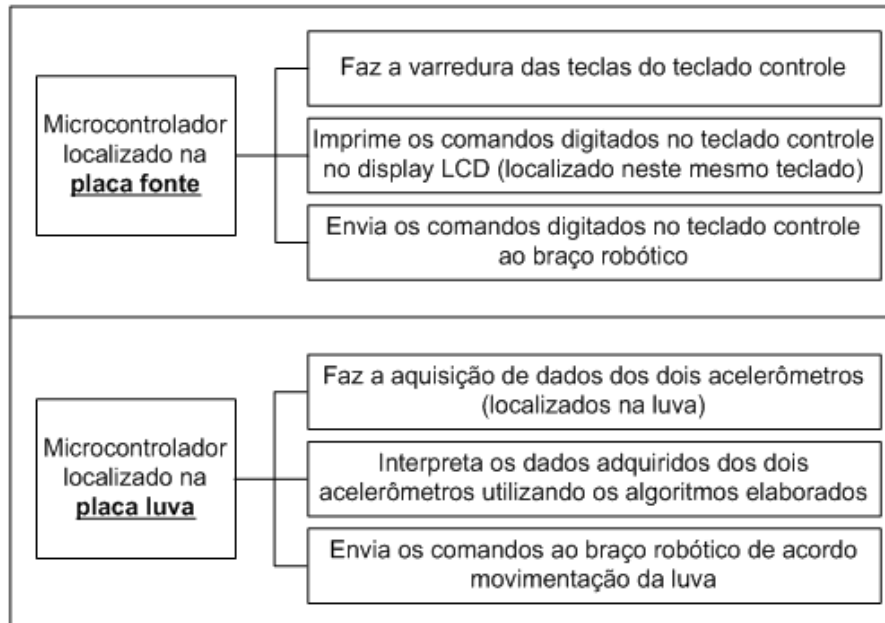 Microcontrolador
localizado na
placa fonte
Faz a varredura das teclas do teclado controle
Imprime os comandos digitados no teclado controle
no display LCD (localizado neste mesmo teclado)
Envia os comandos digitados no teclado controle
ao braço robótico
Microcontrolador
localizado na
placa luva
Faz a aquisição de dados dos dois acelerômetros
(localizados na luva)
Interpreta os dados adquiridos dos dois
acelerômetros utilizando os algoritmos elaborados
Envia os comandos ao braço robótico de acordo
movimentação da luva